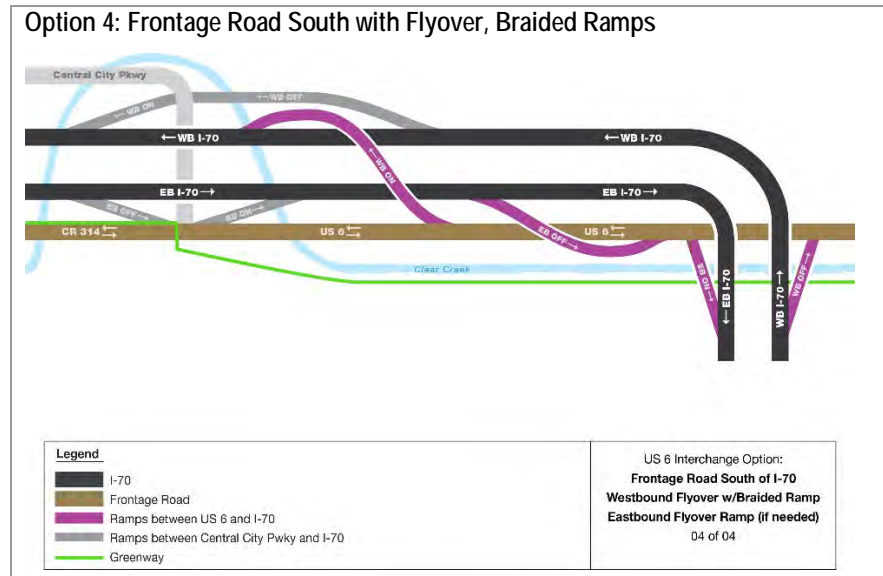 Option 4: Frontage Road South with Flyover, Braided Ramps
Central City Pkwy
←WB ON
←WB OFF
←WB I-70
←WB I-70
←WB ON
EB I-70→
EB I-70→
EB OFF→
EB ON→
CR 314
US 6
EB OFF→
US 6
EB ON→
←EB I-70
WB I-70→
WB OFF→
Clear Creek
Legend
I-70
Frontage Road
Ramps between US 6 and I-70
Ramps between Central City Pwky and I-70
Greenway
US 6 Interchange Option:
Frontage Road South of I-70
Westbound Flyover w/Braided Ramp
Eastbound Flyover Ramp (if needed)
04 of 04